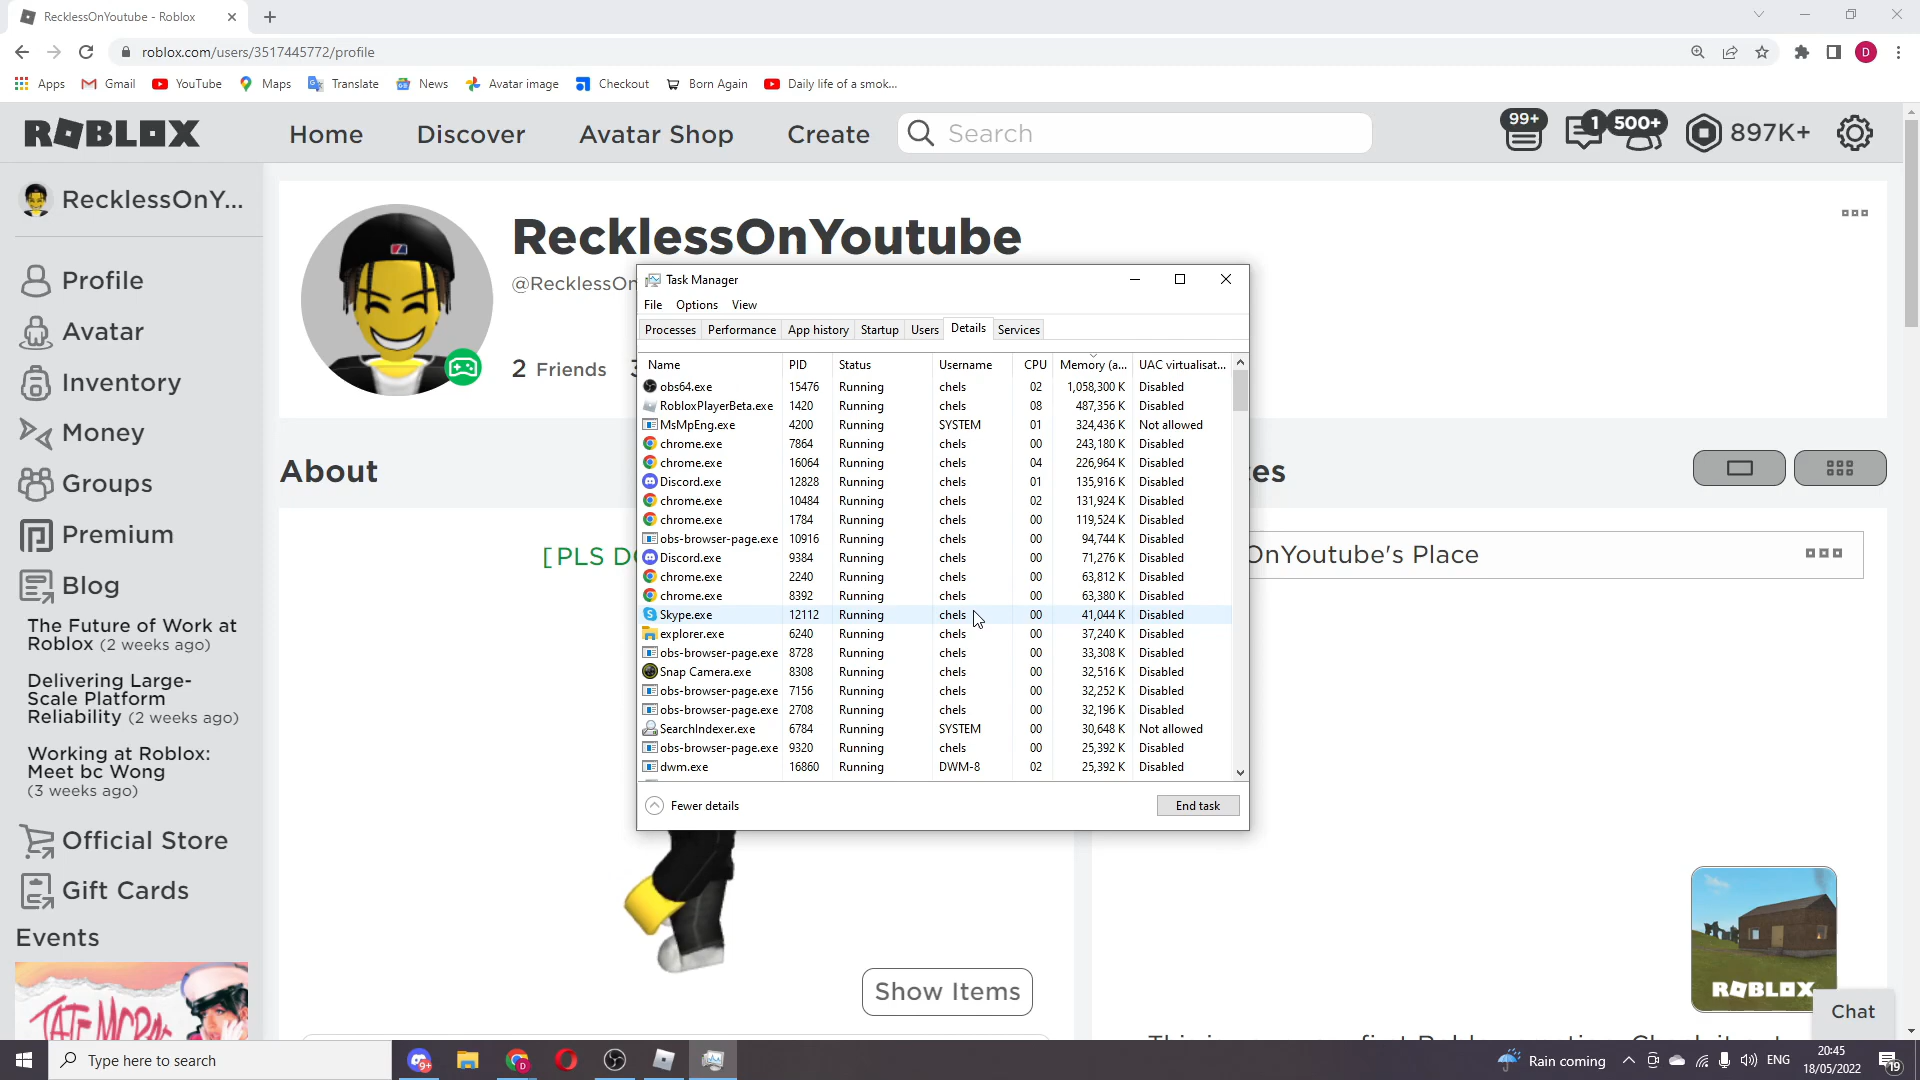 RecklessOnYoutube - Roblox
roblox.com/users/3517445772/profile
D
Apps Gmail YouTube Maps Translate News Avatar image Checkout Born Again Daily life of a smok...
ROBLOX Home Discover Avatar Shop Create Search 99+ 1 500+ 897K+
RecklessOnY...
Profile
Avatar
Inventory
Money
Groups
Premium
Blog
The Future of Work at
Roblox (2 weeks ago)
Delivering Large-
Scale Platform
Reliability (2 weeks ago)
Working at Roblox:
Meet bc Wong
(3 weeks ago)
Official Store
Gift Cards
Events
TATE MCRAE
RecklessOnYoutube
@RecklessOn
2 Friends
About
[PLS DO
Show Items
Task Manager
File Options View
Processes Performance App history Startup Users Details Services
Name PID Status Username CPU Memory (a... UAC virtualisat...
obs64.exe 15476 Running chels 02 1,058,300 K Disabled
RobloxPlayerBeta.exe 1420 Running chels 08 487,356 K Disabled
MsMpEng.exe 4200 Running SYSTEM 01 324,436 K Not allowed
chrome.exe 7864 Running chels 00 243,180 K Disabled
chrome.exe 16064 Running chels 04 226,964 K Disabled
Discord.exe 12828 Running chels 01 135,916 K Disabled
chrome.exe 10484 Running chels 02 131,924 K Disabled
chrome.exe 1784 Running chels 00 119,524 K Disabled
obs-browser-page.exe 10916 Running chels 00 94,744 K Disabled
Discord.exe 9384 Running chels 00 71,276 K Disabled
chrome.exe 2240 Running chels 00 63,812 K Disabled
chrome.exe 8392 Running chels 00 63,380 K Disabled
Skype.exe 12112 Running chels 00 41,044 K Disabled
explorer.exe 6240 Running chels 00 37,240 K Disabled
obs-browser-page.exe 8728 Running chels 00 33,308 K Disabled
Snap Camera.exe 8308 Running chels 00 32,516 K Disabled
obs-browser-page.exe 7156 Running chels 00 32,252 K Disabled
obs-browser-page.exe 2708 Running chels 00 32,196 K Disabled
SearchIndexer.exe 6784 Running SYSTEM 00 30,648 K Not allowed
obs-browser-page.exe 9320 Running chels 00 25,392 K Disabled
dwm.exe 16860 Running DWM-8 02 25,392 K Disabled
Fewer details End task
ces
OnYoutube's Place
ROBLOX
Chat
Type here to search
9+ D
Rain coming ENG
20:45
18/05/2022
19